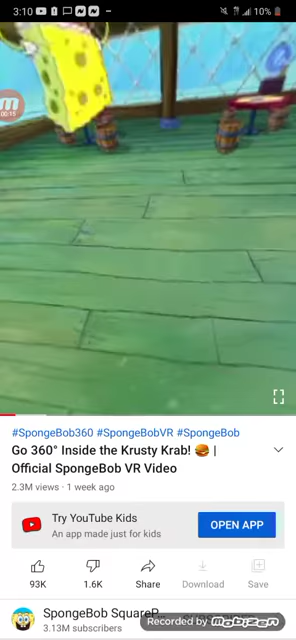 3:10
10%
00:15
#SpongeBob360 #SpongeBobVR #SpongeBob
Go 360° Inside the Krusty Krab! 🍔 |
Official SpongeBob VR Video
2.3M views · 1 week ago
Try YouTube Kids
An app made just for kids
OPEN APP
93K
1.6K
Share
Download
Save
SpongeBob SquareP
3.13M subscribers
Recorded by mobizen